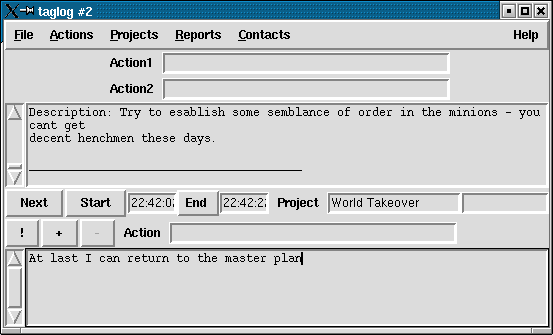 taglog #2
File Actions Projects Reports Contacts Help
Action1
Action2
Description: Try to esablish some semblance of order in the minions - you
cant get
decent henchmen these days.
Next Start 22:42:0 End 22:42:2 Project World Takeover
! + - Action
At last I can return to the master plan